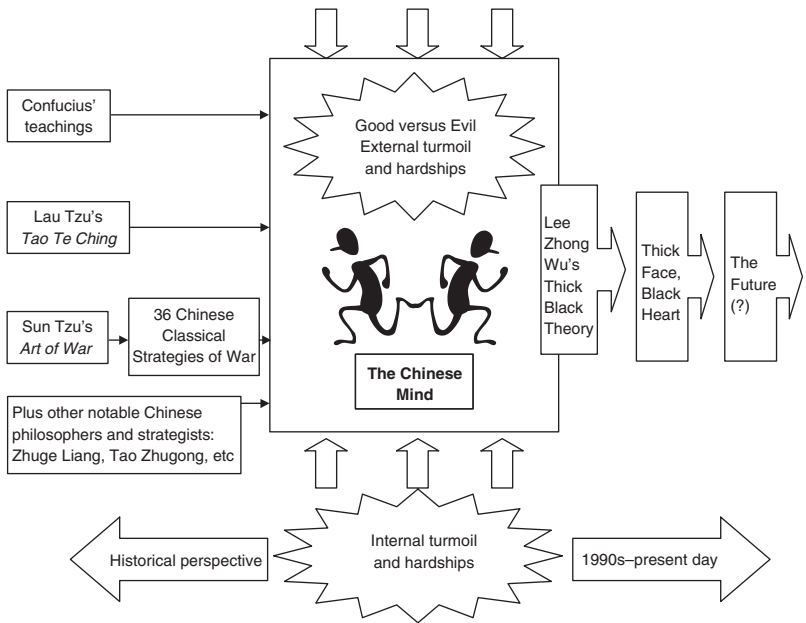 Confucius'
teachings
Lau Tzu's
Tao Te Ching
Sun Tzu's
Art of War
36 Chinese
Classical
Strategies of War
Plus other notable Chinese
philosophers and strategists:
Zhuge Liang, Tao Zhugong, etc
Good versus Evil
External turmoil
and hardships
The Chinese
Mind
Lee
Zhong
Wu's
Thick
Black
Theory
Thick
Face,
Black
Heart
The
Future
(?)
Historical perspective
Internal turmoil
and hardships
1990s–present day